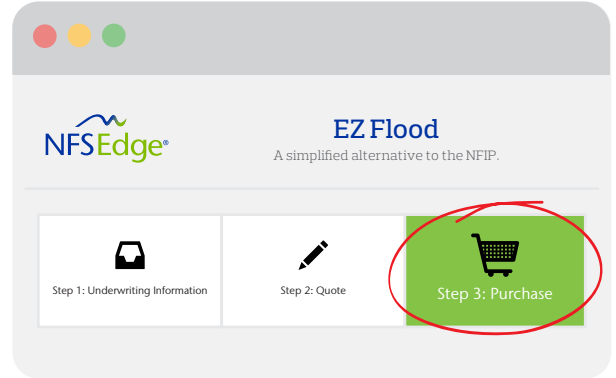 NFSEdge®
EZ Flood
A simplified alternative to the NFIP.
Step 1: Underwriting Information
Step 2: Quote
Step 3: Purchase